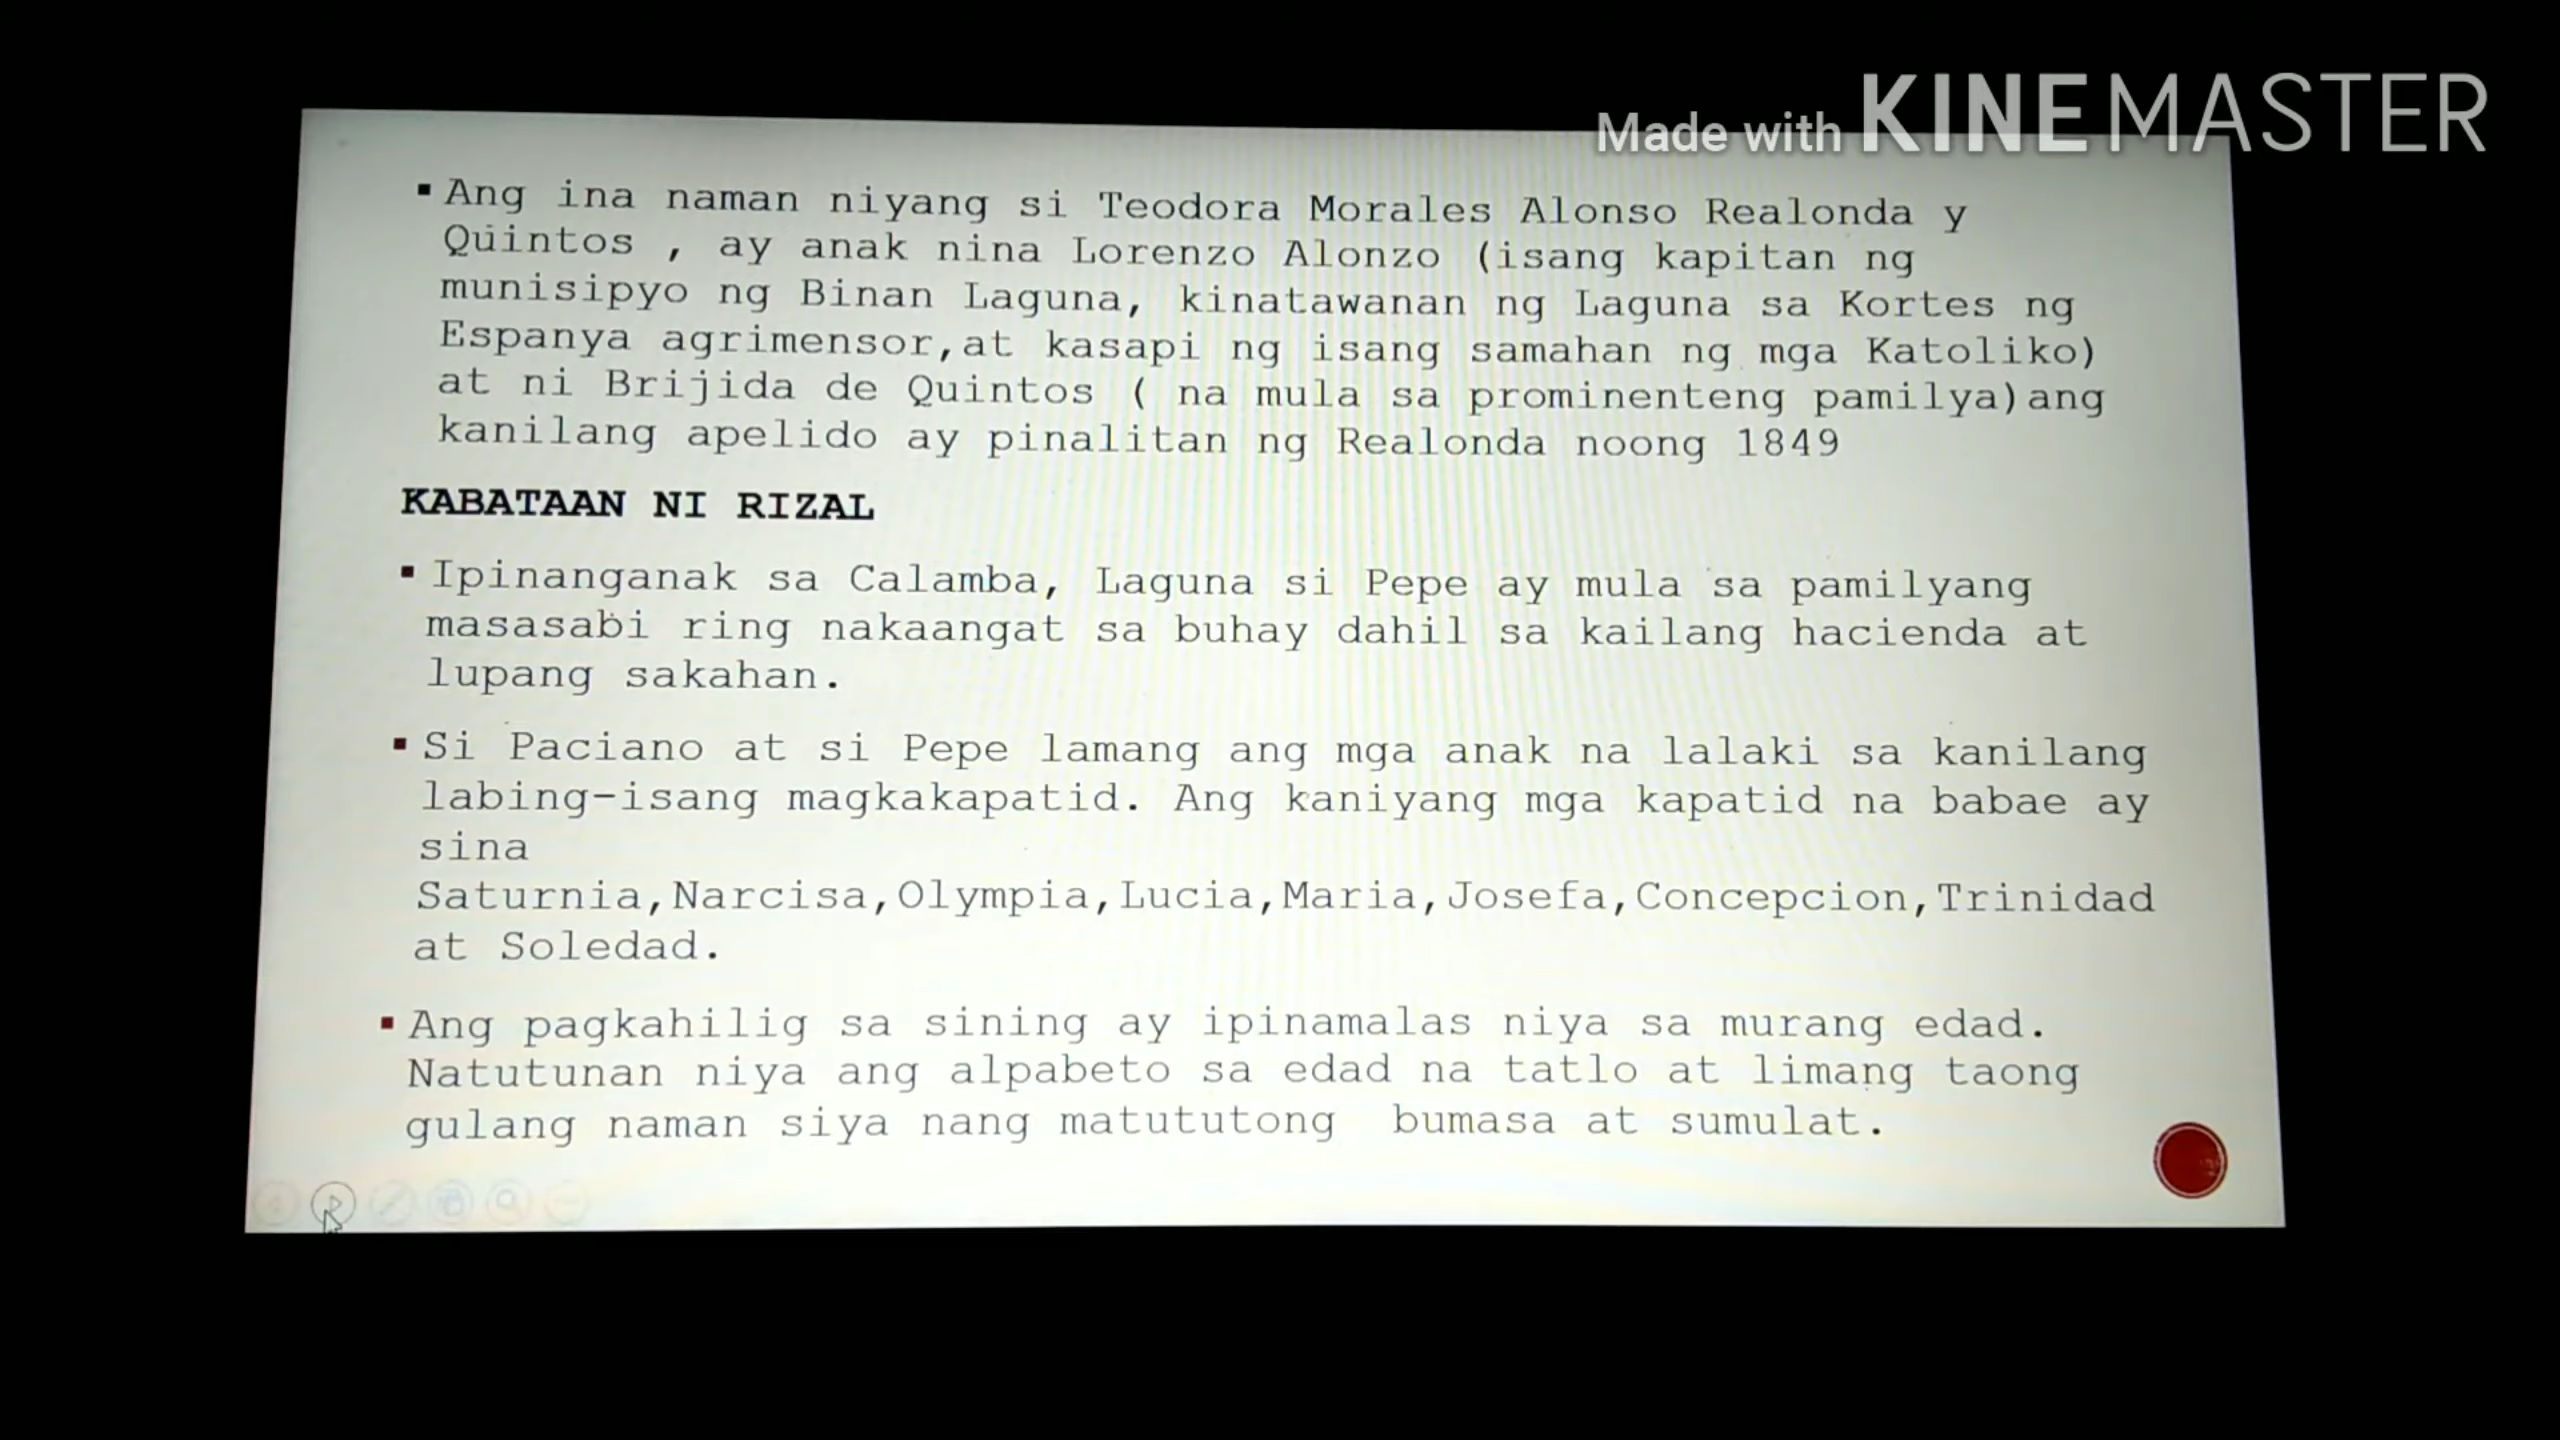 Made with KINEMASTER
▪ Ang ina naman niyang si Teodora Morales Alonso Realonda y
Quintos , ay anak nina Lorenzo Alonzo (isang kapitan ng
munisipyo ng Binan Laguna, kinatawanan ng Laguna sa Kortes ng
Espanya agrimensor,at kasapi ng isang samahan ng mga Katoliko)
at ni Brijida de Quintos ( na mula sa prominenteng pamilya)ang
kanilang apelido ay pinalitan ng Realonda noong 1849
KABATAAN NI RIZAL
▪ Ipinanganak sa Calamba, Laguna si Pepe ay mula sa pamilyang
masasabi ring nakaangat sa buhay dahil sa kailang hacienda at
lupang sakahan.
▪ Si Paciano at si Pepe lamang ang mga anak na lalaki sa kanilang
labing-isang magkakapatid. Ang kaniyang mga kapatid na babae ay
sina
Saturnia,Narcisa,Olympia,Lucia,Maria,Josefa,Concepcion,Trinidad
at Soledad.
▪ Ang pagkahilig sa sining ay ipinamalas niya sa murang edad.
Natutunan niya ang alpabeto sa edad na tatlo at limang taong
gulang naman siya nang matututong bumasa at sumulat.